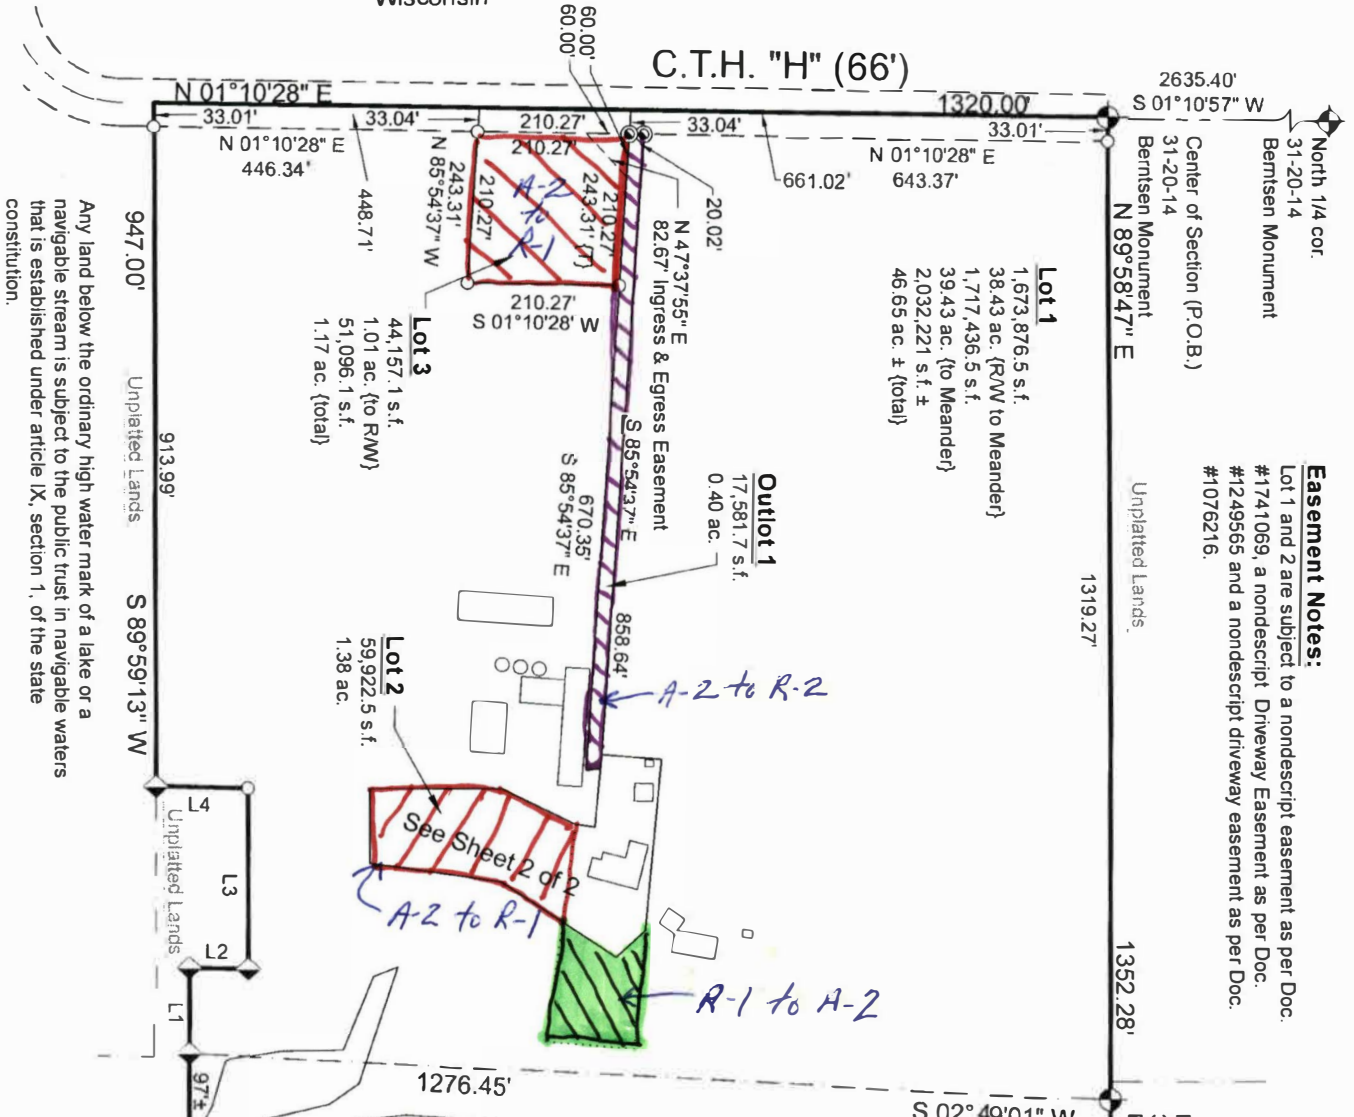 Wisconsin
60.00'
60.00'
C.T.H. "H" (66')
2635.40'
S 01°10'57" W
N 01°10'28" E
1320.00'
33.01'
33.04'
210.27'
33.04'
33.01'
N 01°10'28" E
446.34'
448.71'
N 01°10'28" E
643.37'
661.02'
20.02'
North 1/4 cor.
31-20-14
Berntsen Monument
Center of Section (P.O.B.)
31-20-14
Berntsen Monument
N 89°58'47" E
210.27'
N 85°54'37" W
243.31'
210.27'
210.27'
243.31' {T}
A-2
to
R-1
210.27'
S 01°10'28" W
N 47°37'55" E
82.67' Ingress & Egress Easement
Lot 1
1,673,876.5 s.f.
38.43 ac. {R/W to Meander}
1,717,436.5 s.f.
39.43 ac. {to Meander}
2,032,221 s.f. ±
46.65 ac. ± {total}
Lot 3
44,157.1 s.f.
1.01 ac. {to R/W}
51,096.1 s.f.
1.17 ac. {total}
Any land below the ordinary high water mark of a lake or a
navigable stream is subject to the public trust in navigable waters
that is established under article IX, section 1, of the state
constitution.
947.00'
Unplatted Lands
913.99'
S 89°59'13" W
S 85°54'37" E
670.35'
S 85°54'37" E
858.64'
Outlot 1
17,581.7 s.f.
0.40 ac.
Easement Notes:
Lot 1 and 2 are subject to a nondescript easement as per Doc.
#1741069, a nondescript Driveway Easement as per Doc.
#1249565 and a nondescript driveway easement as per Doc.
#1076216.
Unplatted Lands
1319.27'
1352.28'
Lot 2
59,922.5 s.f.
1.38 ac.
A-2 to R-2
See Sheet 2 of 2
A-2 to R-1
R-1 to A-2
L4
L3
L2
L1
Unplatted Lands
97'±
1276.45'
S 02°49'01" W